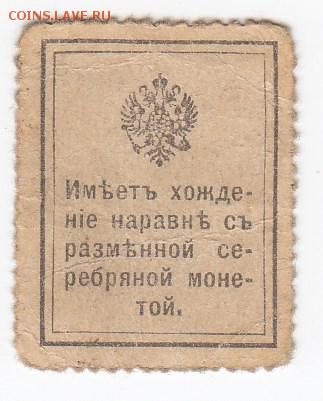 COINS.LAVE.RU
Имѣетъ хожде-
ніе наравнѣ съ
размѣнной се-
ребряной моне-
той.